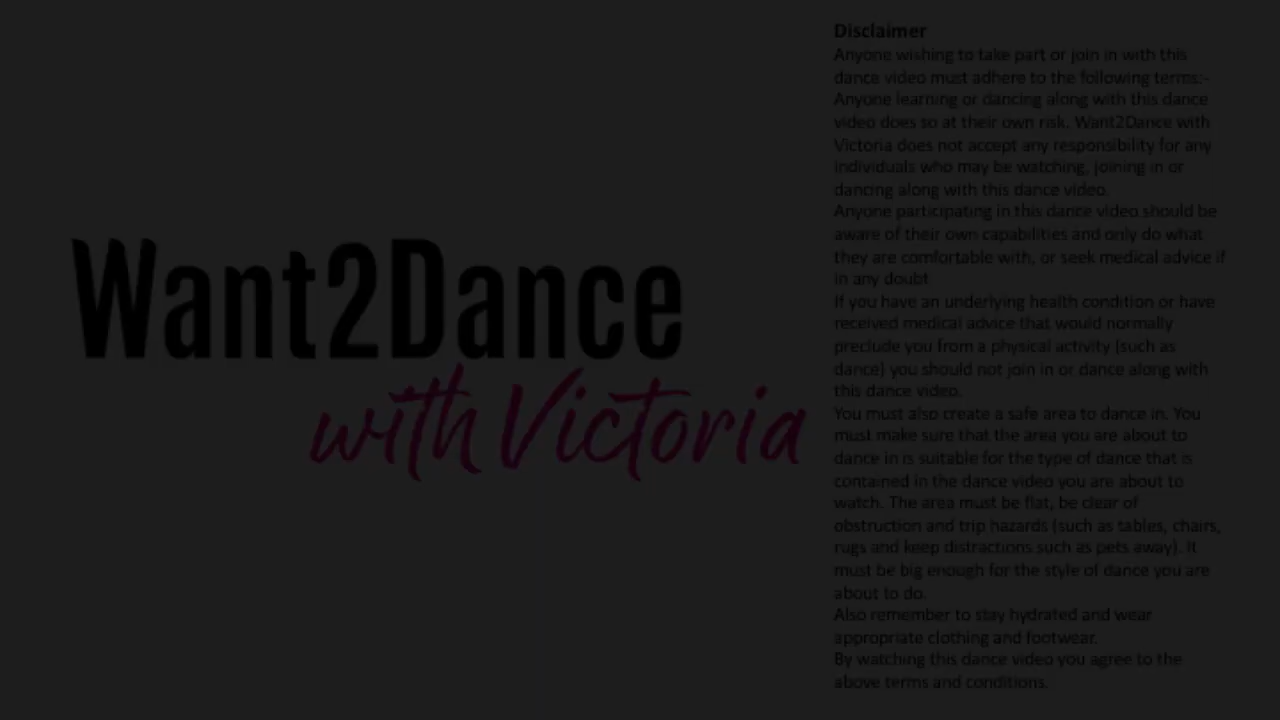 Want2Dance
with Victoria
Disclaimer
Anyone wishing to take part or join in with this
dance video must adhere to the following terms:-
Anyone learning or dancing along with this dance
video does so at their own risk. Want2Dance with
Victoria does not accept any responsibility for any
individuals who may be watching, joining in or
dancing along with this dance video.
Anyone participating in this dance video should be
aware of their own capabilities and only do what
they are comfortable with, or seek medical advice if
in any doubt
If you have an underlying health condition or have
received medical advice that would normally
preclude you from a physical activity (such as
dance) you should not join in or dance along with
this dance video.
You must also create a safe area to dance in. You
must make sure that the area you are about to
dance in is suitable for the type of dance that is
contained in the dance video you are about to
watch. The area must be flat, be clear of
obstruction and trip hazards (such as tables, chairs,
rugs and keep distractions such as pets away). It
must be big enough for the style of dance you are
about to do.
Also remember to stay hydrated and wear
appropriate clothing and footwear.
By watching this dance video you agree to the
above terms and conditions.